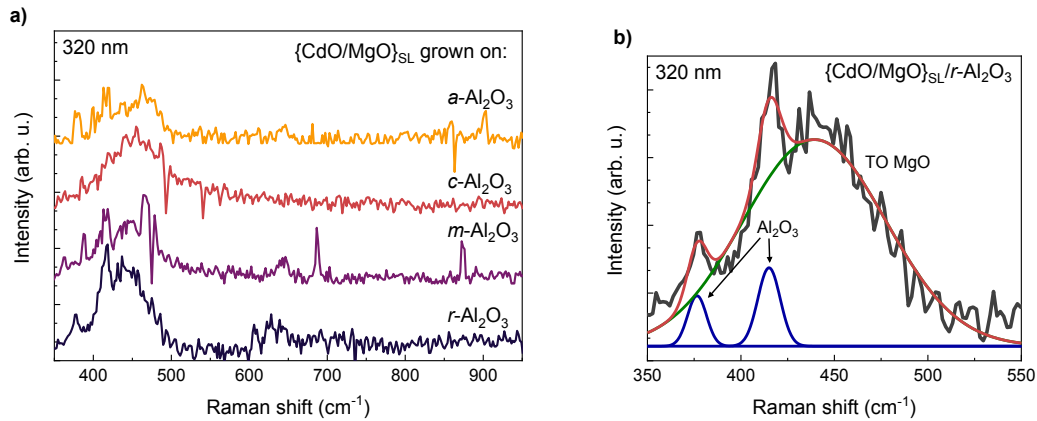 a)
320 nm
{CdO/MgO}SL grown on:
a-Al2O3
c-Al2O3
m-Al2O3
r-Al2O3
Intensity (arb. u.)
400 500 600 700 800 900
Raman shift (cm-1)
b)
320 nm
{CdO/MgO}SL/r-Al2O3
TO MgO
Al2O3
Intensity (arb. u.)
350 400 450 500 550
Raman shift (cm-1)